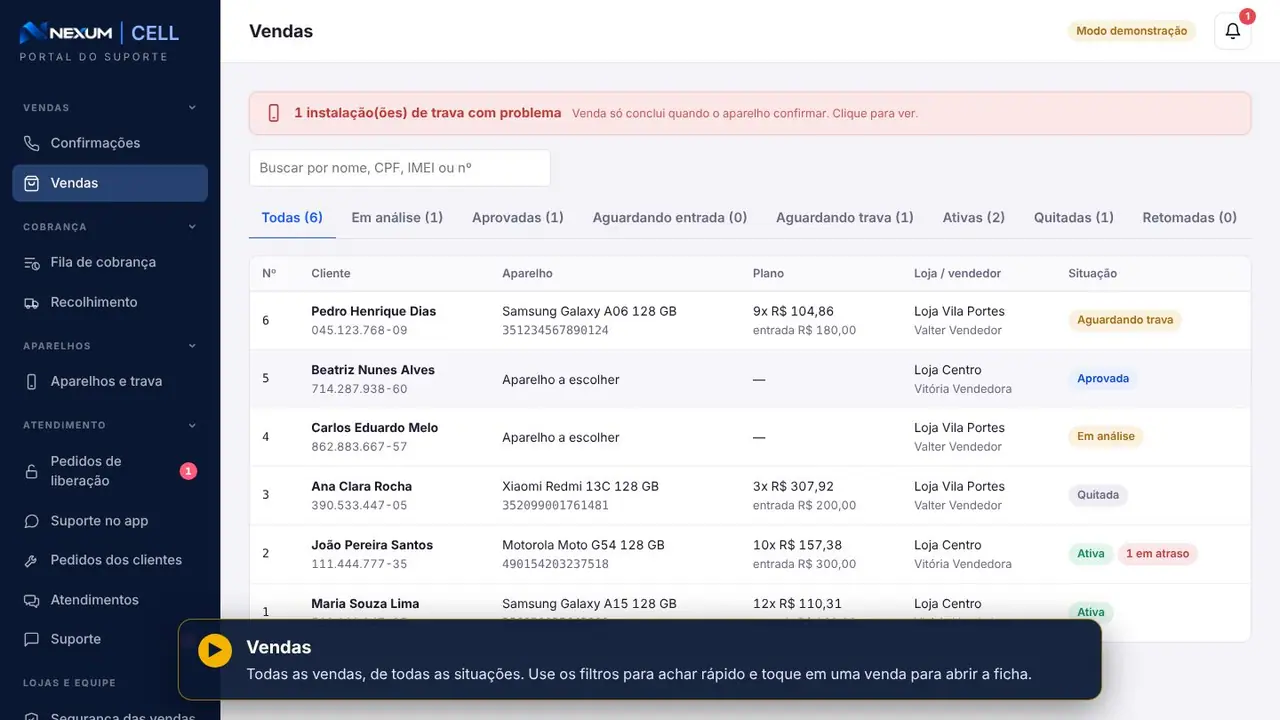 NEXUM | CELL
PORTAL DO SUPORTE
VENDAS
Confirmações
Vendas
COBRANÇA
Fila de cobrança
Recolhimento
APARELHOS
Aparelhos e trava
ATENDIMENTO
Pedidos de
liberação
1
Suporte no app
Pedidos dos clientes
Atendimentos
Suporte
LOJAS E EQUIPE
Segurança das vendas
Vendas
Modo demonstração
1
1 instalação(ões) de trava com problema Venda só conclui quando o aparelho confirmar. Clique para ver.
Buscar por nome, CPF, IMEI ou nº
Todas (6) Em análise (1) Aprovadas (1) Aguardando entrada (0) Aguardando trava (1) Ativas (2) Quitadas (1) Retomadas (0)
Nº Cliente Aparelho Plano Loja / vendedor Situação
6 Pedro Henrique Dias Samsung Galaxy A06 128 GB 9x R$ 104,86 Loja Vila Portes Aguardando trava
045.123.768-09 351234567890124 entrada R$ 180,00 Valter Vendedor
5 Beatriz Nunes Alves Aparelho a escolher — Loja Centro Aprovada
714.287.938-60 Vitória Vendedora
4 Carlos Eduardo Melo Aparelho a escolher — Loja Vila Portes Em análise
862.883.667-57 Valter Vendedor
3 Ana Clara Rocha Xiaomi Redmi 13C 128 GB 3x R$ 307,92 Loja Vila Portes Quitada
390.533.447-05 352099001761481 entrada R$ 200,00 Valter Vendedor
2 João Pereira Santos Motorola Moto G54 128 GB 10x R$ 157,38 Loja Centro Ativa 1 em atraso
111.444.777-35 490154203237518 entrada R$ 300,00 Vitória Vendedora
1 Maria Souza Lima Samsung Galaxy A15 128 GB 12x R$ 110,31 Loja Centro Ativa
Vendas
Todas as vendas, de todas as situações. Use os filtros para achar rápido e toque em uma venda para abrir a ficha.